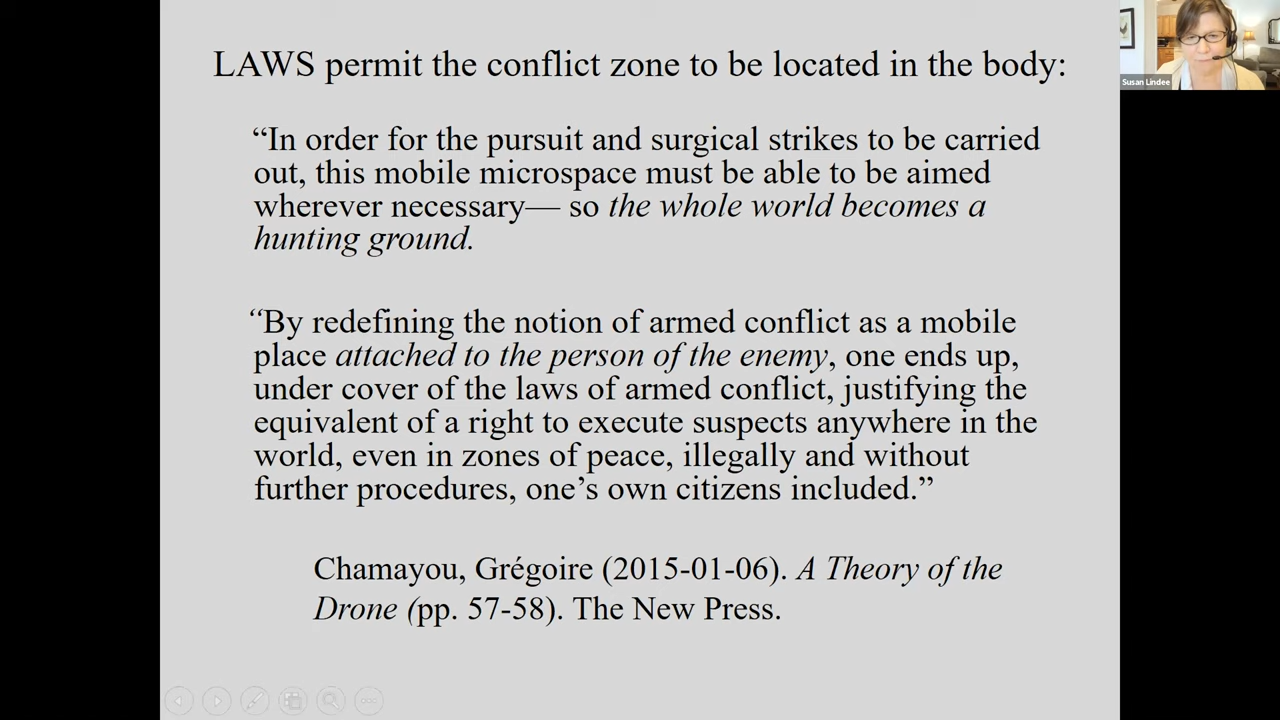 LAWS permit the conflict zone to be located in the body:
“In order for the pursuit and surgical strikes to be carried
out, this mobile microspace must be able to be aimed
wherever necessary— so the whole world becomes a
hunting ground.
“By redefining the notion of armed conflict as a mobile
place attached to the person of the enemy, one ends up,
under cover of the laws of armed conflict, justifying the
equivalent of a right to execute suspects anywhere in the
world, even in zones of peace, illegally and without
further procedures, one’s own citizens included.”
Chamayou, Grégoire (2015-01-06). A Theory of the
Drone (pp. 57-58). The New Press.
Susan Lindee